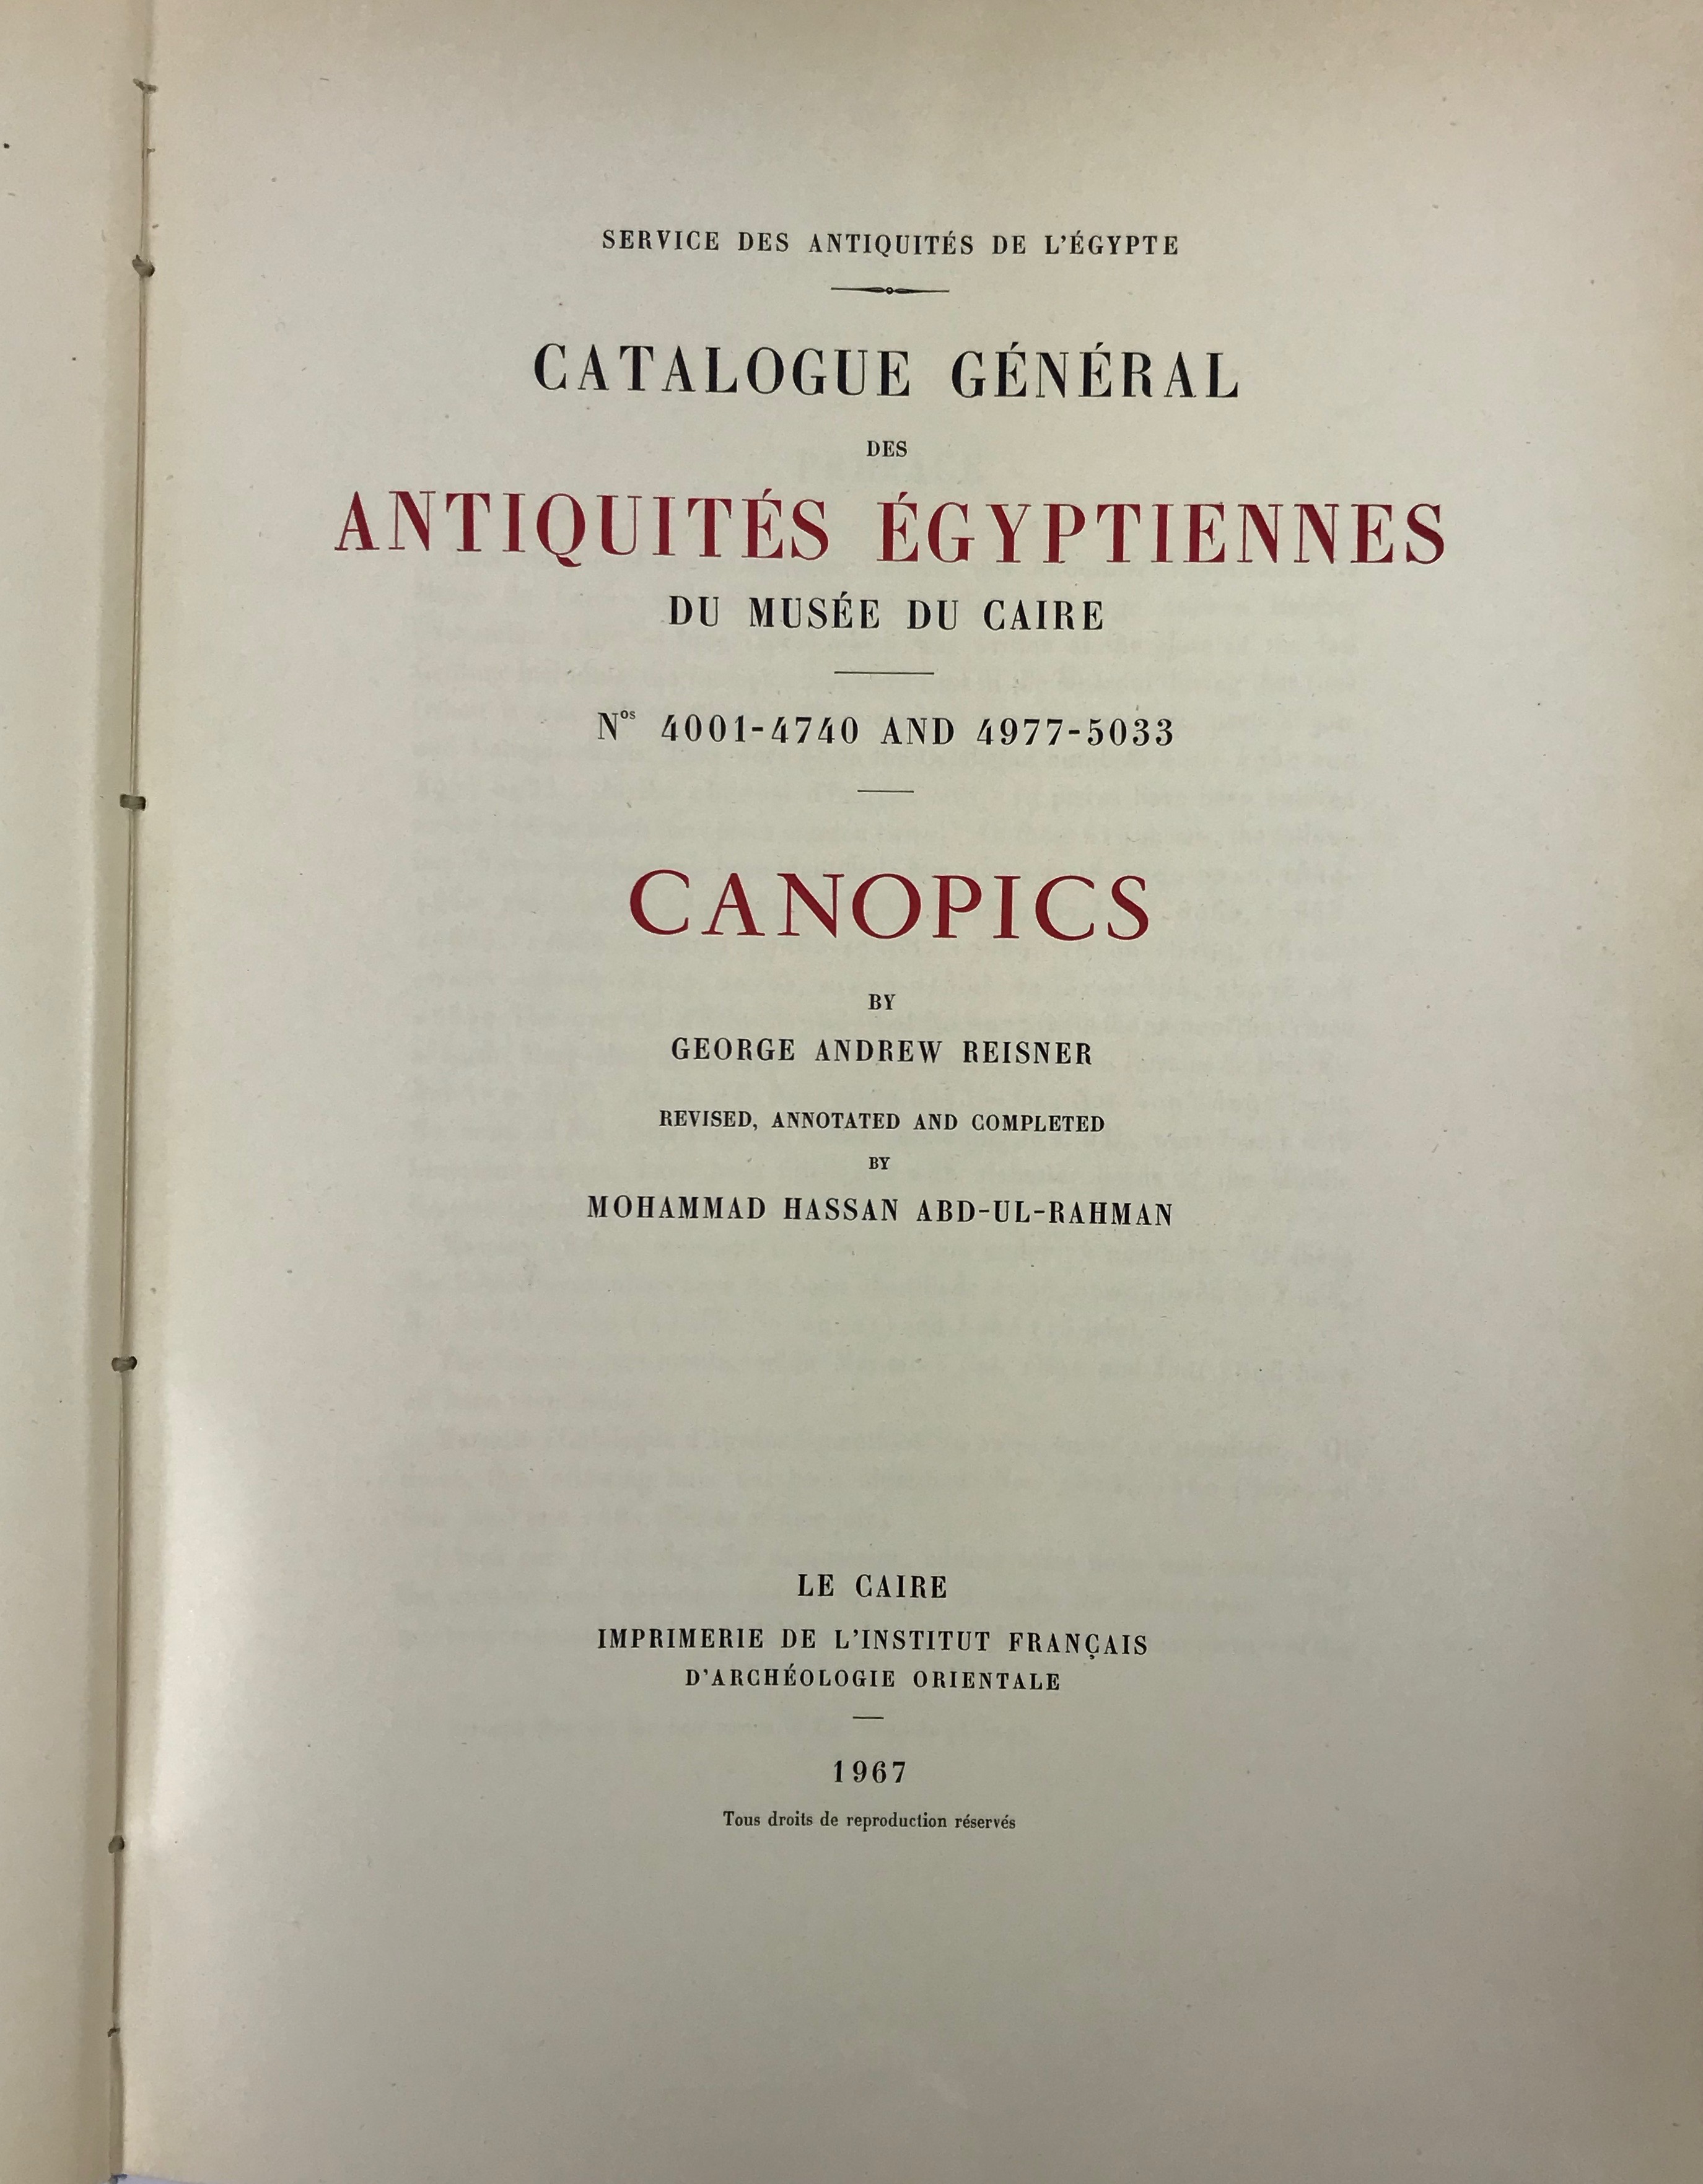 SERVICE DES ANTIQUITÉS DE L'ÉGYPTE
CATALOGUE GÉNÉRAL
DES
ANTIQUITÉS ÉGYPTIENNES
DU MUSÉE DU CAIRE
Nos 4001-4740 AND 4977-5033
CANOPICS
BY
GEORGE ANDREW REISNER
REVISED, ANNOTATED AND COMPLETED
BY
MOHAMMAD HASSAN ABD-UL-RAHMAN
LE CAIRE
IMPRIMERIE DE L'INSTITUT FRANÇAIS
D'ARCHÉOLOGIE ORIENTALE
1967
Tous droits de reproduction réservés